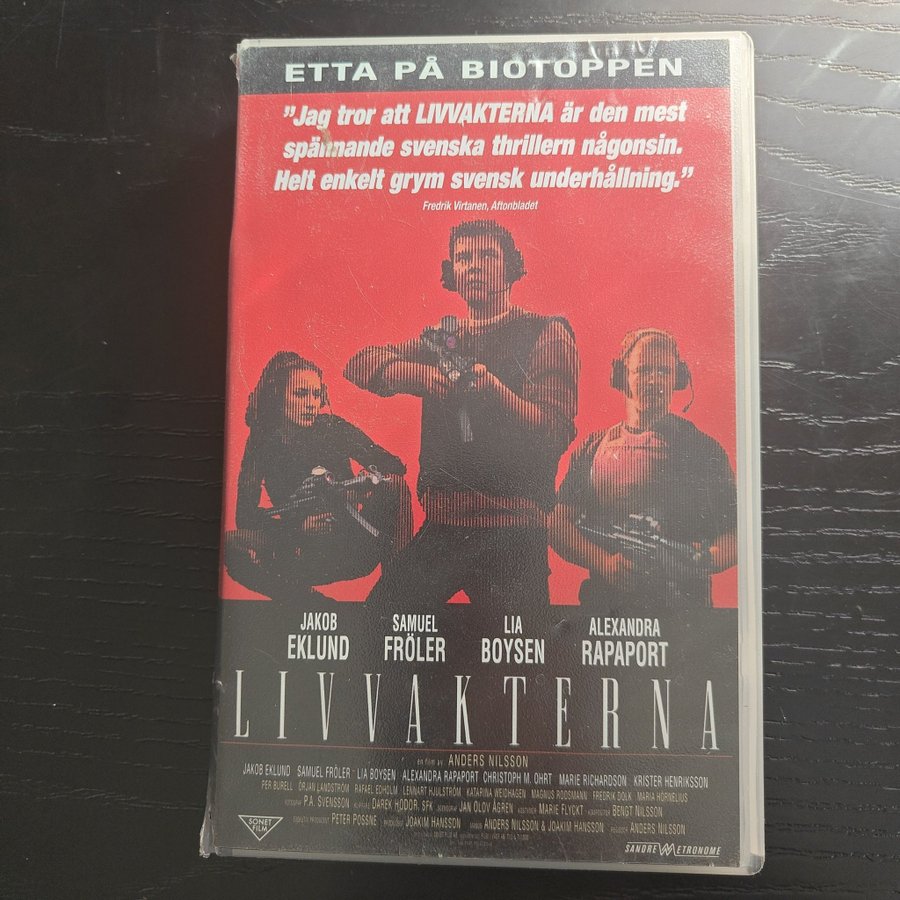 ETTA PÅ BIOTOPPEN
"Jag tror att LIVVAKTERNA är den mest
spännande svenska thrillern någonsin.
Helt enkelt grym svensk underhållning."
Fredrik Virtanen, Aftonbladet
JAKOB EKLUND SAMUEL FRÖLER LIA BOYSEN ALEXANDRA RAPAPORT
LIVVAKTERNA
en film av ANDERS NILSSON
JAKOB EKLUND SAMUEL FRÖLER LIA BOYSEN ALEXANDRA RAPAPORT CHRISTOPH M. OHRT MARIE RICHARDSON KRISTER HENRIKSSON
PER BURELL ÖRJAN LANDSTRÖM RAFAEL EDHOLM LENNART HJULSTRÖM KATARINA WEIDHAGEN MAGNUS ROOSMANN FREDRIK DOLK MARIA HÖRNELIUS
P.A. SVENSSON DAREK HODOR, SFK JAN OLOV ÅGREN MARIE FLYCKT BENGT NILSSON
PETER POSSNE JOAKIM HANSSON ANDERS NILSSON & JOAKIM HANSSON ANDERS NILSSON
SONET FILM
SANDREW METRONOME